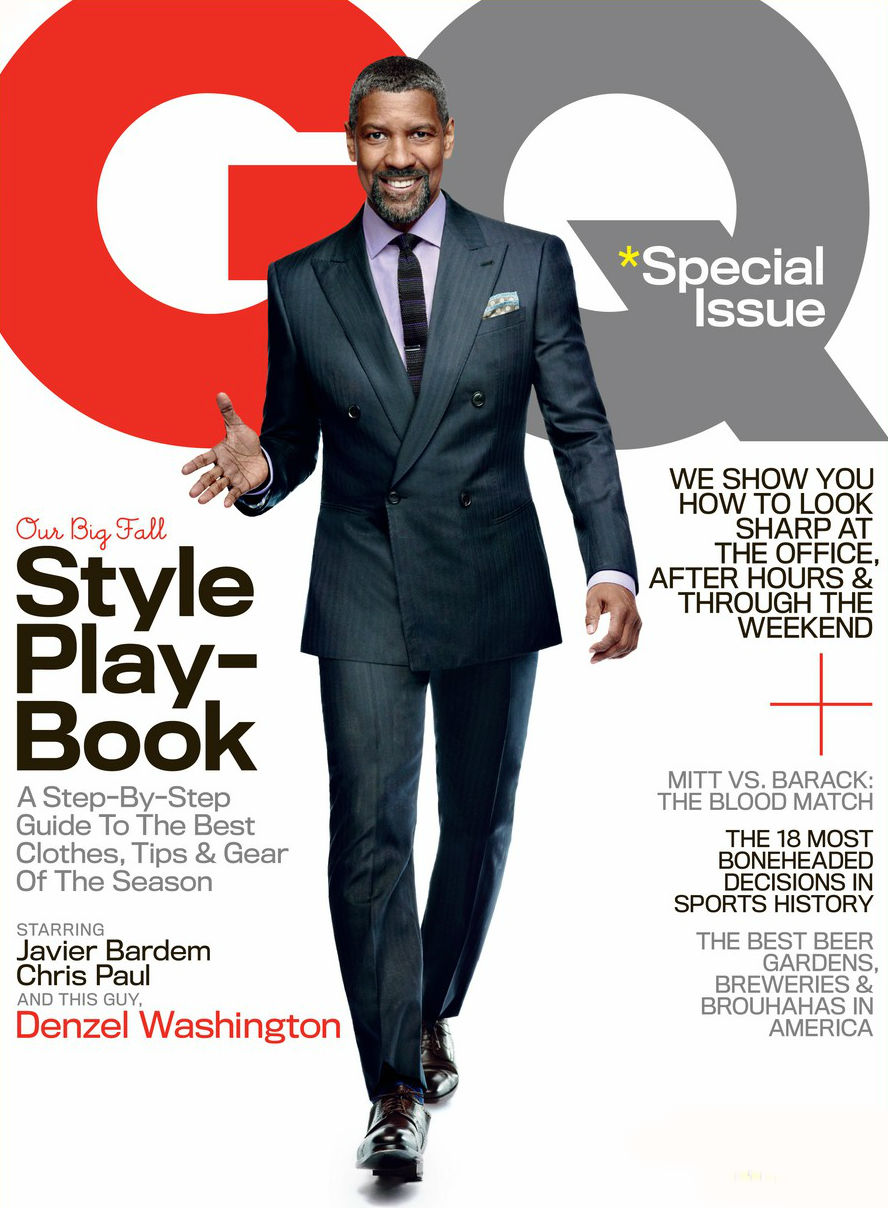 GQ
*Special
Issue
WE SHOW YOU
HOW TO LOOK
SHARP AT
THE OFFICE,
AFTER HOURS &
THROUGH THE
WEEKEND
Our Big Fall
Style
Play-
Book
A Step-By-Step
Guide To The Best
Clothes, Tips & Gear
Of The Season
STARRING
Javier Bardem
Chris Paul
AND THIS GUY,
Denzel Washington
MITT VS. BARACK:
THE BLOOD MATCH
THE 18 MOST
BONEHEADED
DECISIONS IN
SPORTS HISTORY
THE BEST BEER
GARDENS,
BREWERIES &
BROUHAHAS IN
AMERICA